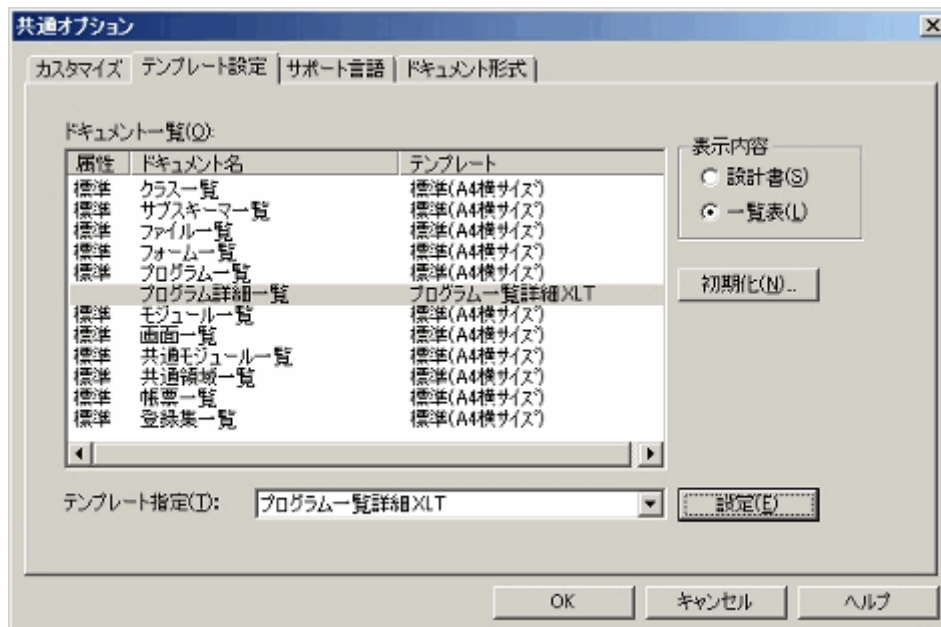 共通オプション
カスタマイズ テンプレート設定 サポート言語 ドキュメント形式
ドキュメント一覧(O):
属性 ドキュメント名 テンプレート
標準 クラス一覧 標準(A4横サイズ)
標準 サブスキーマ一覧 標準(A4横サイズ)
標準 ファイル一覧 標準(A4横サイズ)
標準 フォーム一覧 標準(A4横サイズ)
標準 プログラム一覧 標準(A4横サイズ)
プログラム詳細一覧 プログラム一覧詳細XLT
標準 モジュール一覧 標準(A4横サイズ)
標準 画面一覧 標準(A4横サイズ)
標準 共通モジュール一覧 標準(A4横サイズ)
標準 共通領域一覧 標準(A4横サイズ)
標準 帳票一覧 標準(A4横サイズ)
標準 登録集一覧 標準(A4横サイズ)
表示内容
設計書(S)
一覧表(L)
初期化(N)...
テンプレート指定(T): プログラム一覧詳細XLT 設定(E)
OK キャンセル ヘルプ